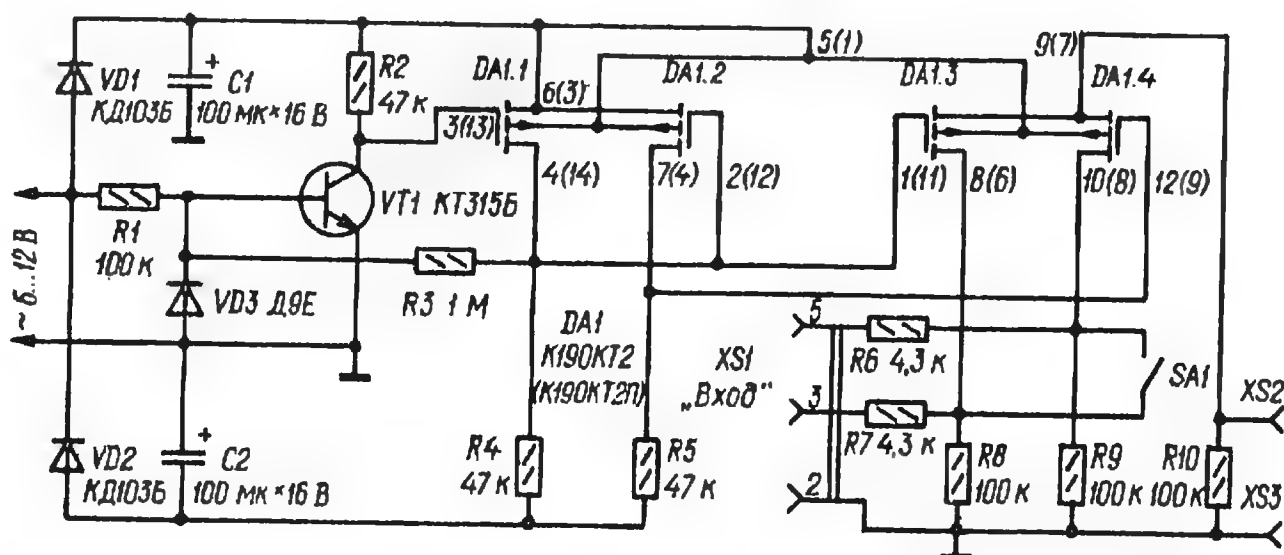 VD1
КД103Б
+
C1
100 мк×16 В
R2
47 к
DA1.1
6(3)
3(13)
DA1.2
5(1)
DA1.3
9(7)
DA1.4
4(14)
7(4)
2(12)
1(11)
8(6)
10(8)
12(9)
VT1 КТ315Б
R1
100 к
~6...12 В
VD3 Д9Е
R3 1 М
DA1
К190КТ2
(К190КТ2П)
XS1
„Вход"
5
3
2
R6 4,3 к
R7 4,3 к
SA1
XS2
VD2
КД103Б
+
C2
100 мк×16 В
R4
47 к
R5
47 к
R8
100 к
R9
100 к
R10
100 к
XS3